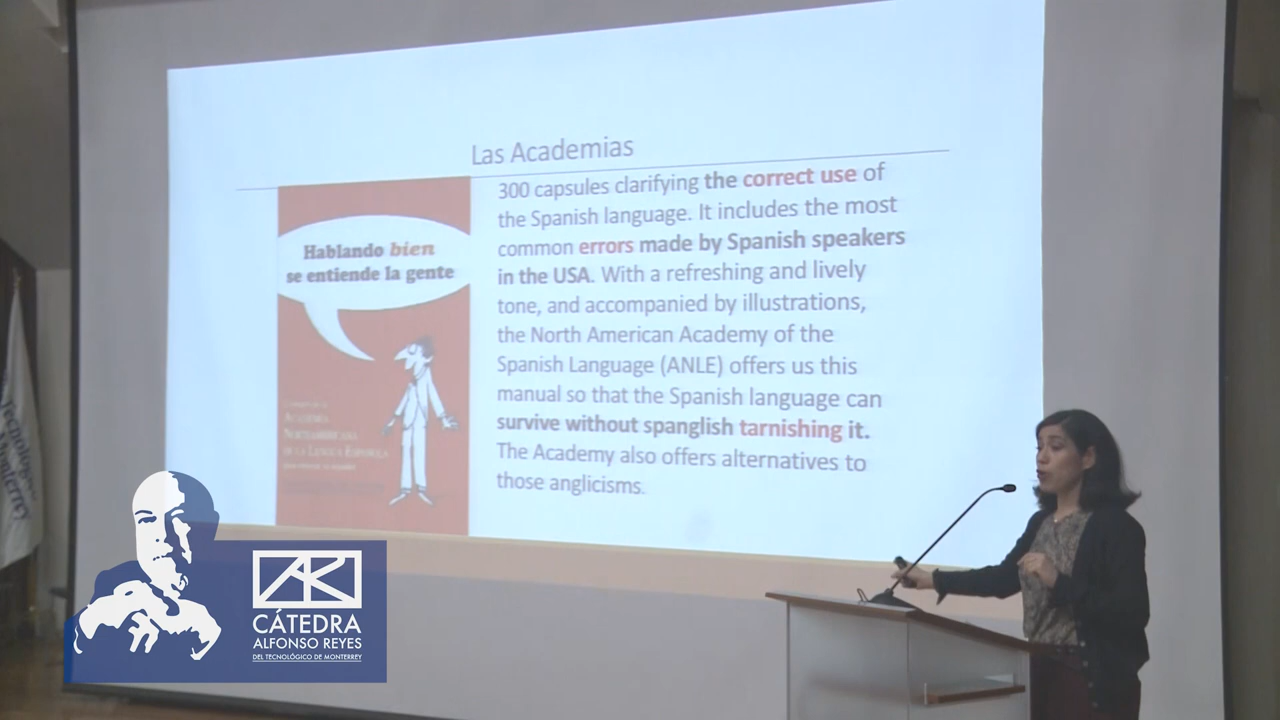 Las Academias
300 capsules clarifying the correct use of
the Spanish language. It includes the most
common errors made by Spanish speakers
in the USA. With a refreshing and lively
tone, and accompanied by illustrations,
the North American Academy of the
Spanish Language (ANLE) offers us this
manual so that the Spanish language can
survive without spanglish tarnishing it.
The Academy also offers alternatives to
those anglicisms.
Hablando bien
se entiende la gente
ACADEMIA
NORTEAMERICANA
DE LA LENGUA ESPAÑOLA
Tecnológico
de Monterrey
AR
CÁTEDRA
ALFONSO REYES
DEL TECNOLÓGICO DE MONTERREY